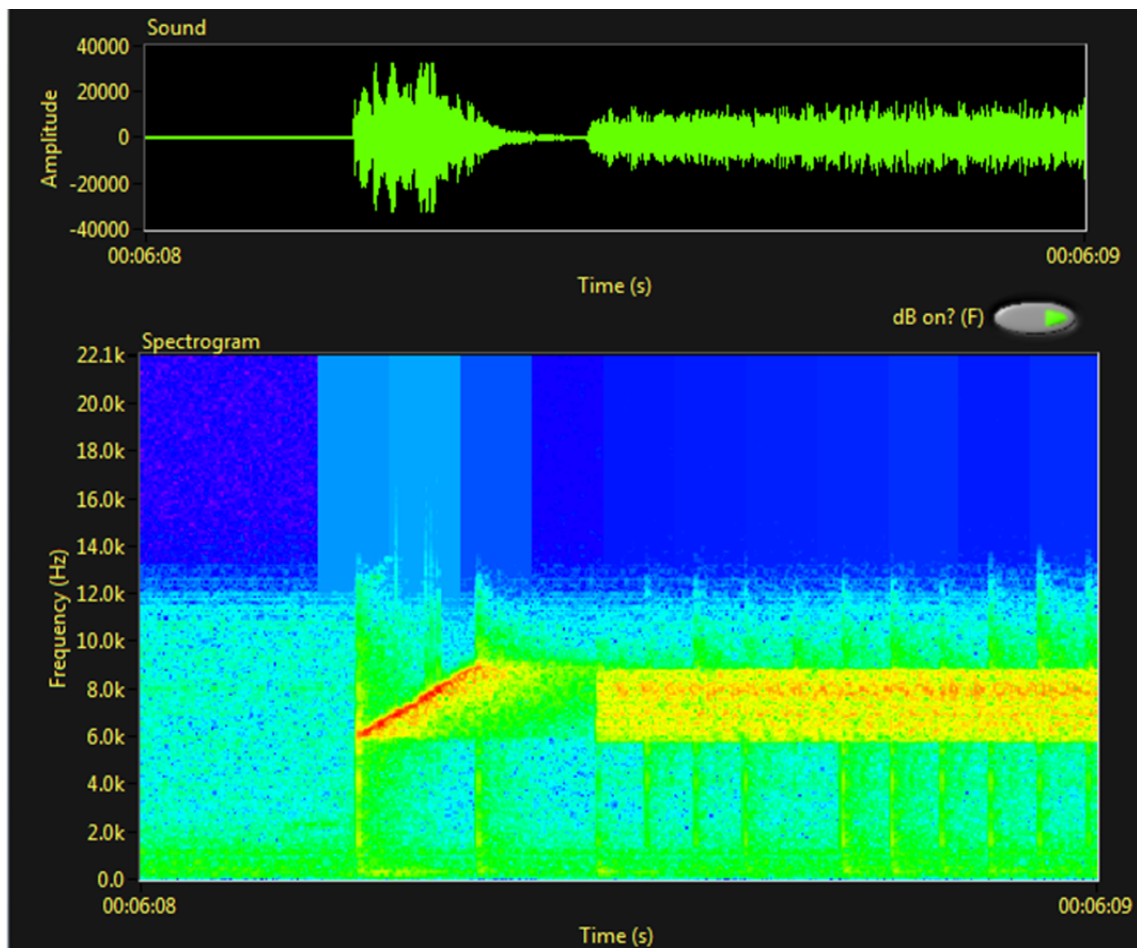 Sound
40000
20000
0
-20000
-40000
Amplitude
00:06:08
00:06:09
Time (s)
dB on? (F)
Spectrogram
22.1k
20.0k
18.0k
16.0k
14.0k
12.0k
10.0k
8.0k
6.0k
4.0k
2.0k
0.0
Frequency (Hz)
00:06:08
00:06:09
Time (s)